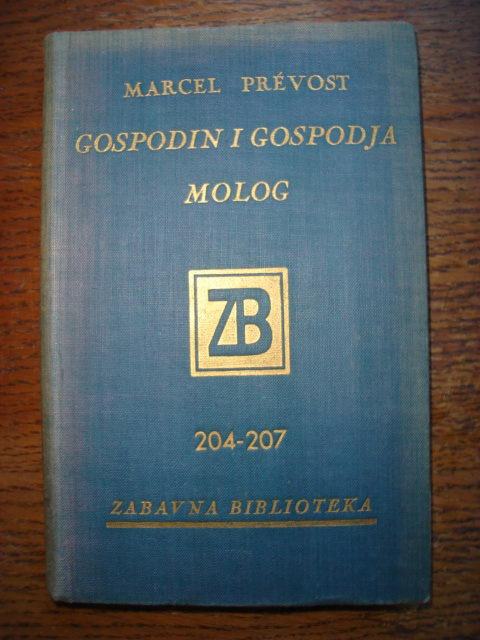 MARCEL PRÉVOST
GOSPODIN I GOSPODJA
MOLOG
ZB
204-207
ZABAVNA BIBLIOTEKA